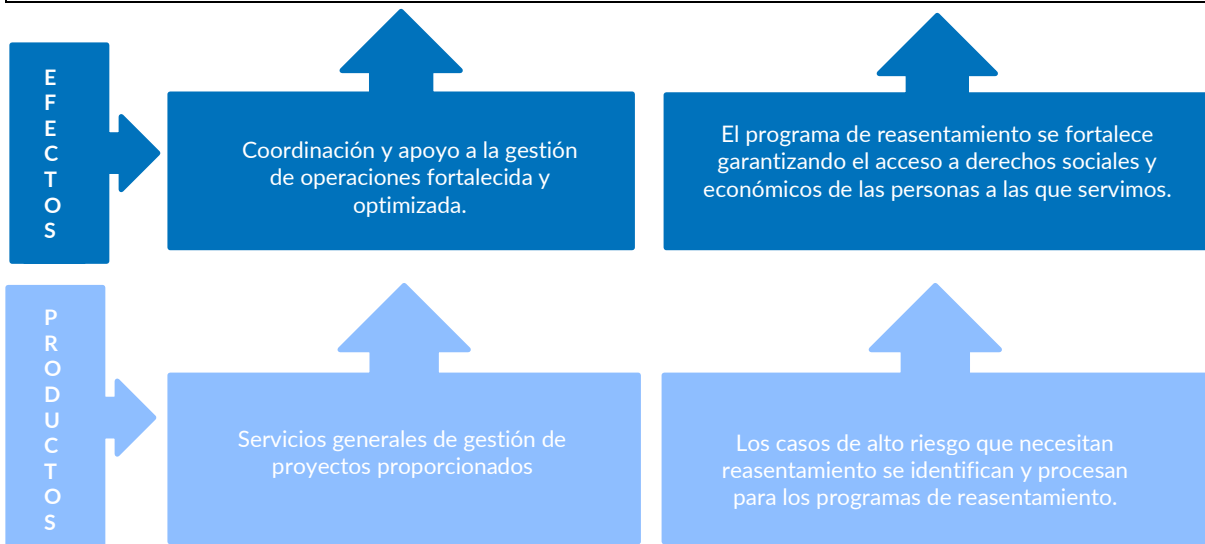 EFECTOS
Coordinación y apoyo a la gestión
de operaciones fortalecida y
optimizada.
El programa de reasentamiento se fortalece
garantizando el acceso a derechos sociales y
económicos de las personas a las que servimos.
PRODUCTOS
Servicios generales de gestión de
proyectos proporcionados
Los casos de alto riesgo que necesitan
reasentamiento se identifican y procesan
para los programas de reasentamiento.